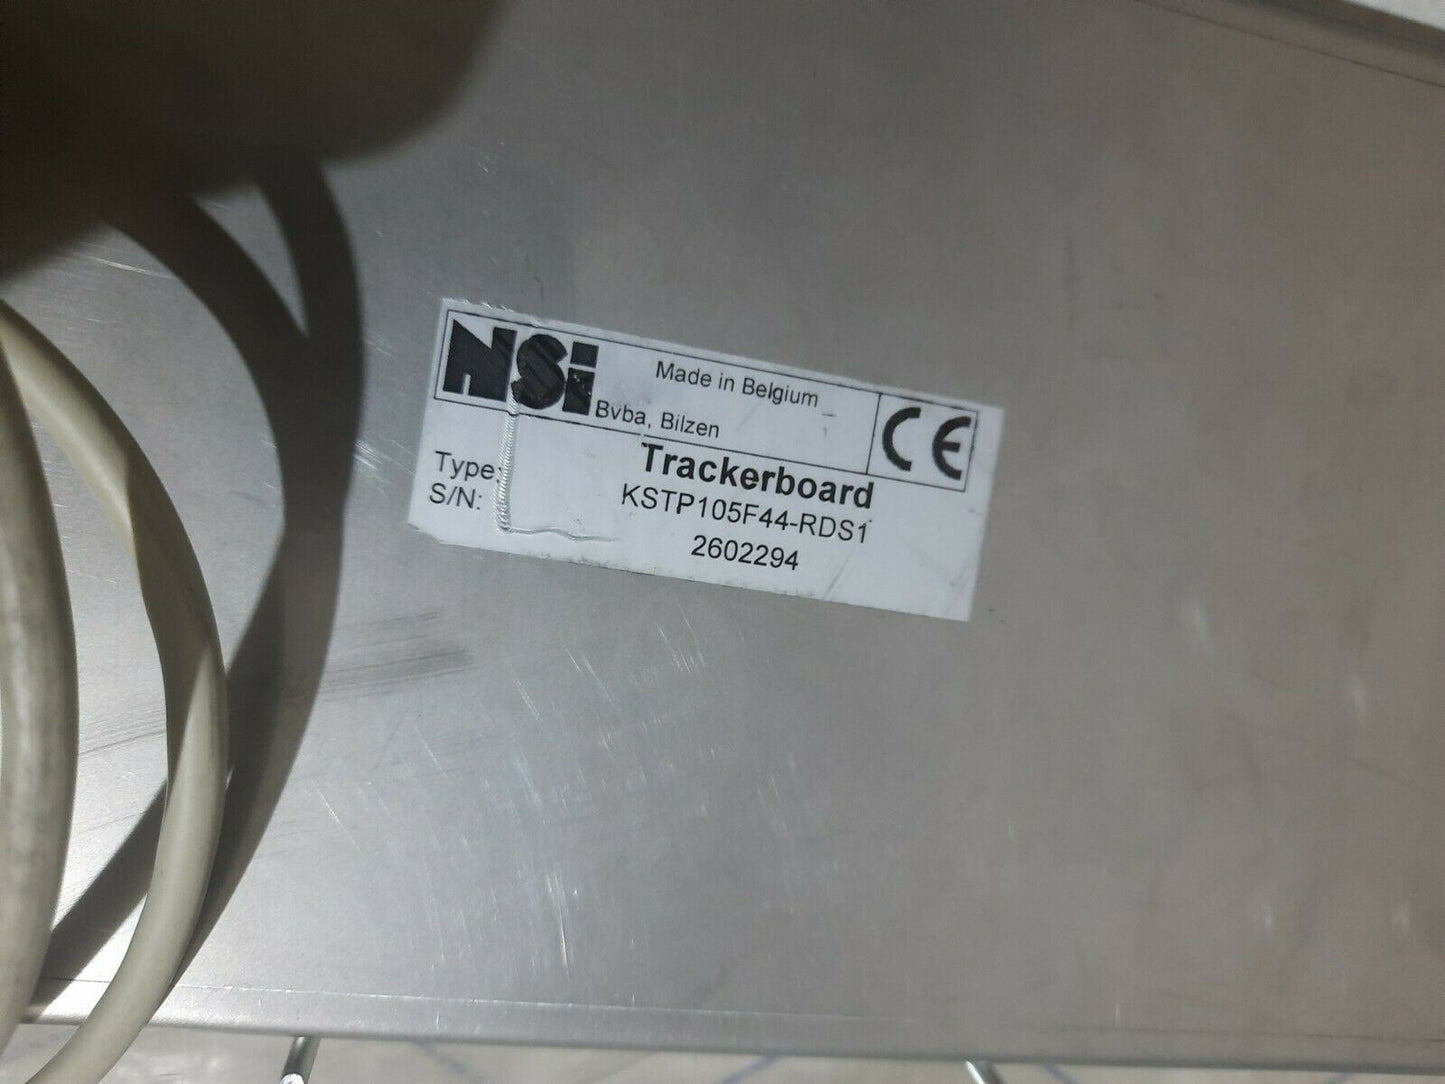 NSi
Made in Belgium
Bvba, Bilzen
CE
Trackerboard
Type: KSTP105F44-RDS1
S/N: 2602294